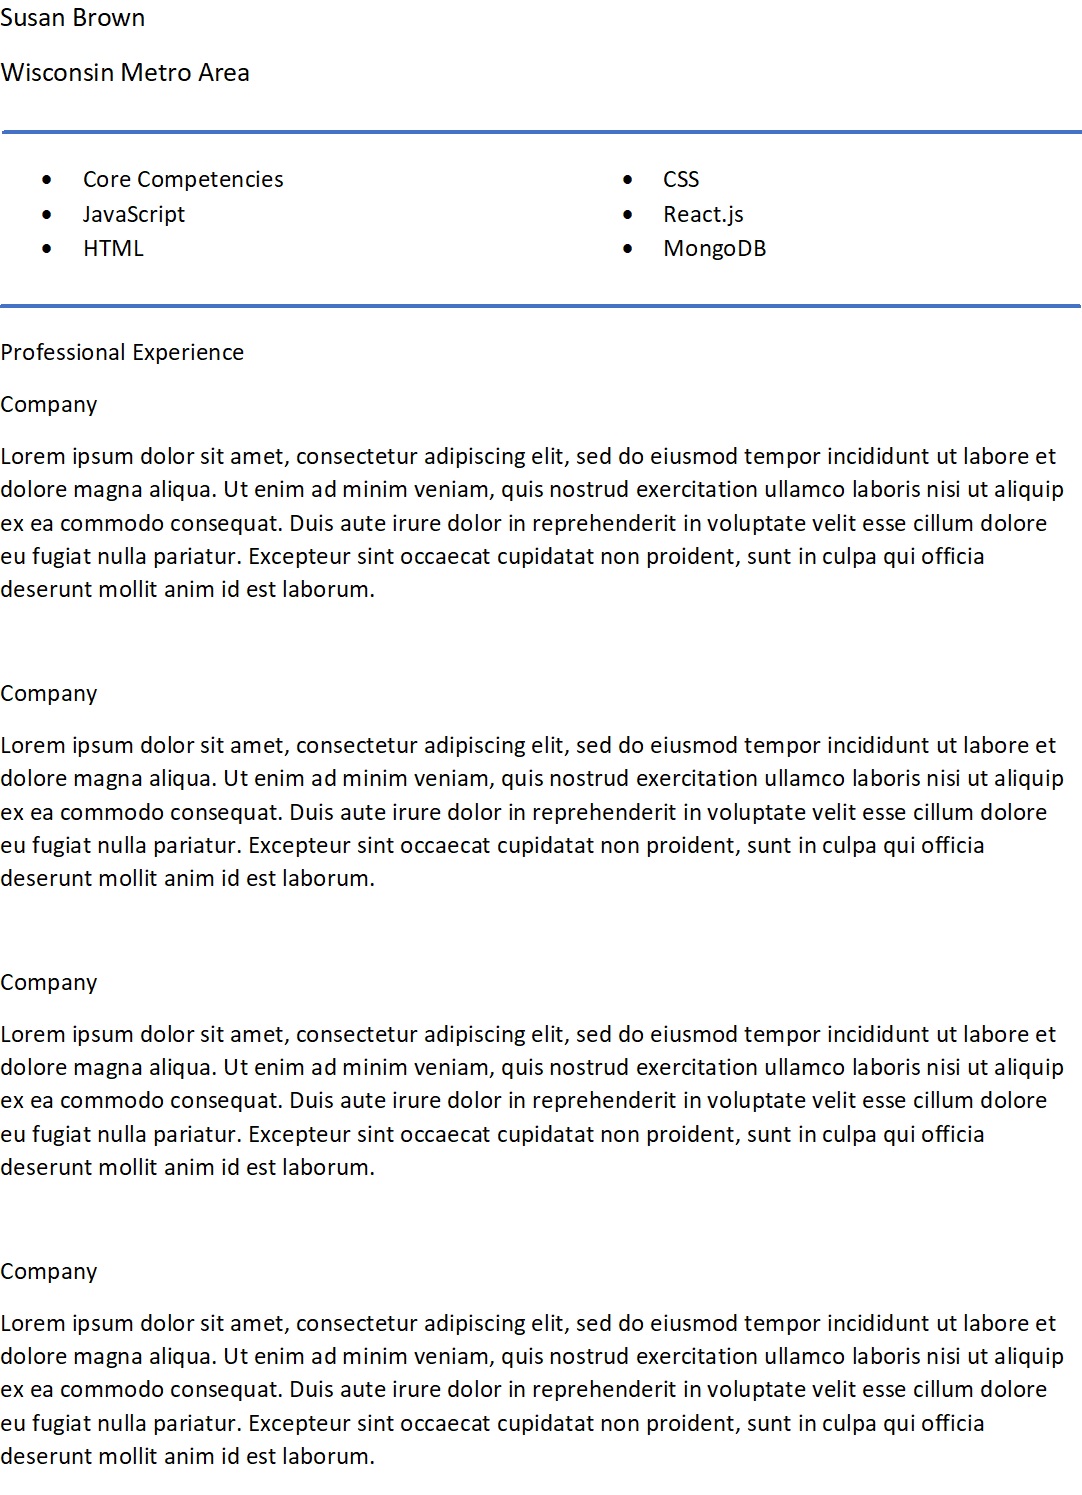 Susan Brown
Wisconsin Metro Area
Core Competencies
JavaScript
HTML
CSS
React.js
MongoDB
Professional Experience
Company
Lorem ipsum dolor sit amet, consectetur adipiscing elit, sed do eiusmod tempor incididunt ut labore et
dolore magna aliqua. Ut enim ad minim veniam, quis nostrud exercitation ullamco laboris nisi ut aliquip
ex ea commodo consequat. Duis aute irure dolor in reprehenderit in voluptate velit esse cillum dolore
eu fugiat nulla pariatur. Excepteur sint occaecat cupidatat non proident, sunt in culpa qui officia
deserunt mollit anim id est laborum.
Company
Lorem ipsum dolor sit amet, consectetur adipiscing elit, sed do eiusmod tempor incididunt ut labore et
dolore magna aliqua. Ut enim ad minim veniam, quis nostrud exercitation ullamco laboris nisi ut aliquip
ex ea commodo consequat. Duis aute irure dolor in reprehenderit in voluptate velit esse cillum dolore
eu fugiat nulla pariatur. Excepteur sint occaecat cupidatat non proident, sunt in culpa qui officia
deserunt mollit anim id est laborum.
Company
Lorem ipsum dolor sit amet, consectetur adipiscing elit, sed do eiusmod tempor incididunt ut labore et
dolore magna aliqua. Ut enim ad minim veniam, quis nostrud exercitation ullamco laboris nisi ut aliquip
ex ea commodo consequat. Duis aute irure dolor in reprehenderit in voluptate velit esse cillum dolore
eu fugiat nulla pariatur. Excepteur sint occaecat cupidatat non proident, sunt in culpa qui officia
deserunt mollit anim id est laborum.
Company
Lorem ipsum dolor sit amet, consectetur adipiscing elit, sed do eiusmod tempor incididunt ut labore et
dolore magna aliqua. Ut enim ad minim veniam, quis nostrud exercitation ullamco laboris nisi ut aliquip
ex ea commodo consequat. Duis aute irure dolor in reprehenderit in voluptate velit esse cillum dolore
eu fugiat nulla pariatur. Excepteur sint occaecat cupidatat non proident, sunt in culpa qui officia
deserunt mollit anim id est laborum.